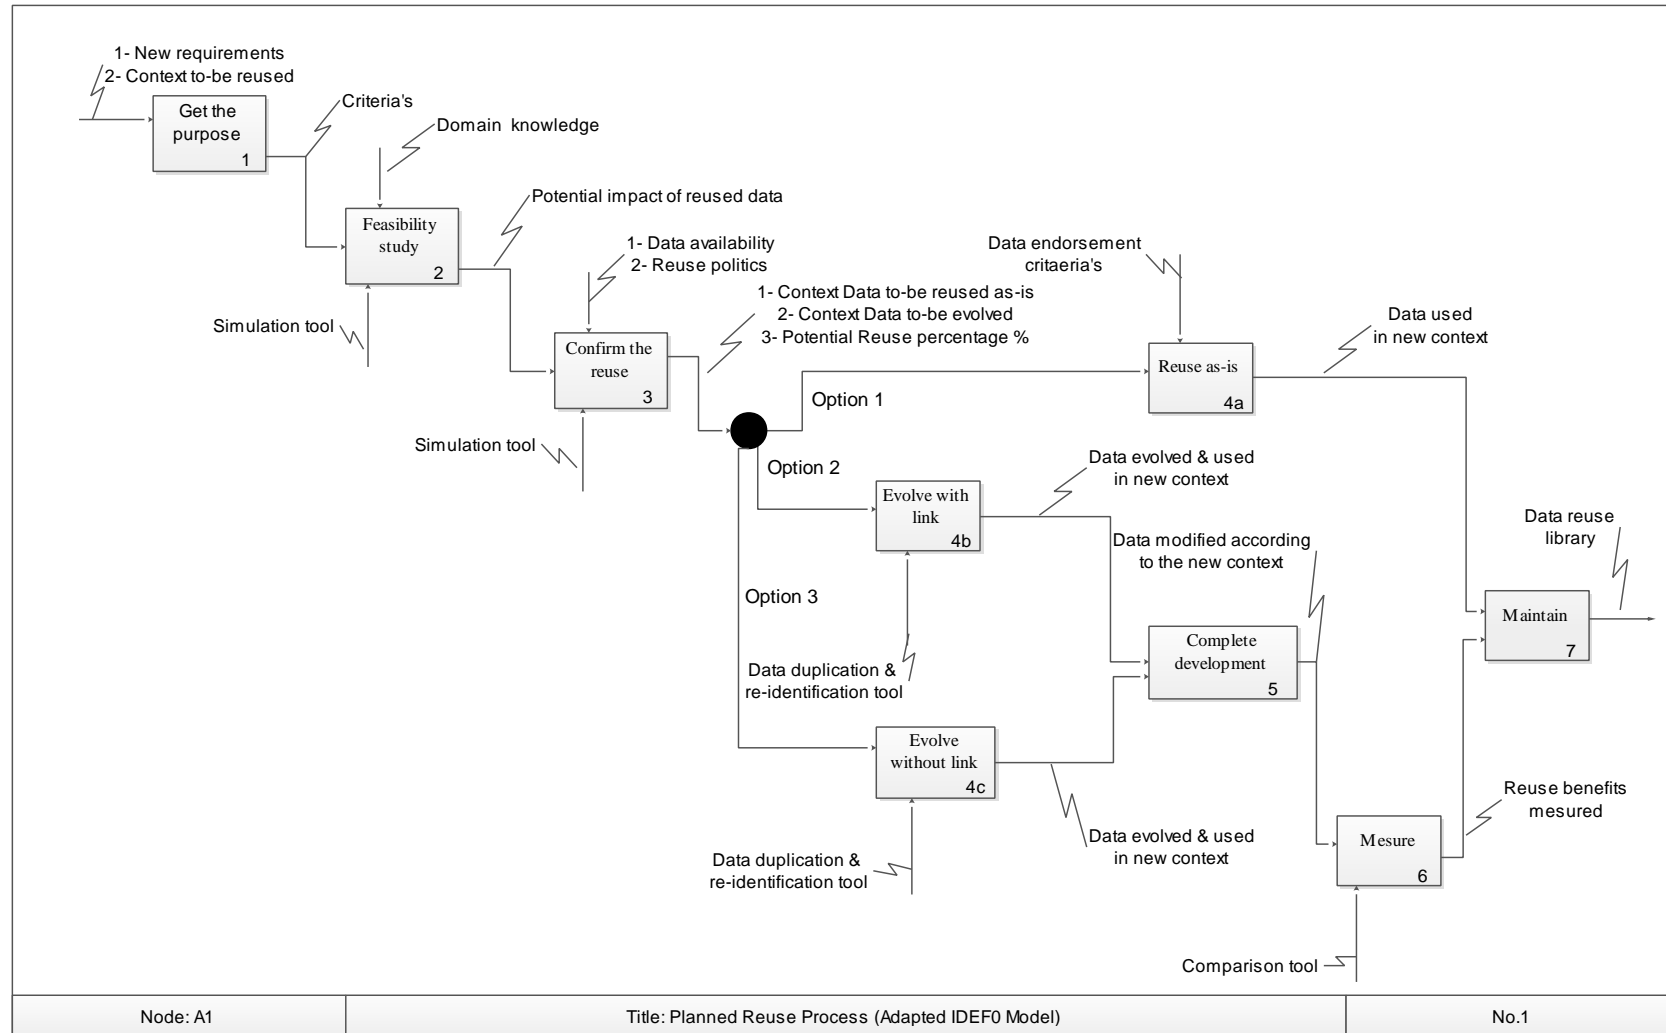 1- New requirements
2- Context to-be reused
Get the
purpose
1
Criteria's
Domain knowledge
Feasibility
study
2
Potential impact of reused data
Simulation tool
1- Data availability
2- Reuse politics
Confirm the
reuse
3
Simulation tool
1- Context Data to-be reused as-is
2- Context Data to-be evolved
3- Potential Reuse percentage %
Data endorsement
critaeria's
Reuse as-is
4a
Data used
in new context
Option 1
Option 2
Option 3
Evolve with
link
4b
Data evolved & used
in new context
Data duplication &
re-identification tool
Data modified according
to the new context
Complete
development
5
Evolve
without link
4c
Data evolved & used
in new context
Data duplication &
re-identification tool
Mesure
6
Comparison tool
Reuse benefits
mesured
Maintain
7
Data reuse
library
Node: A1
Title: Planned Reuse Process (Adapted IDEF0 Model)
No.1